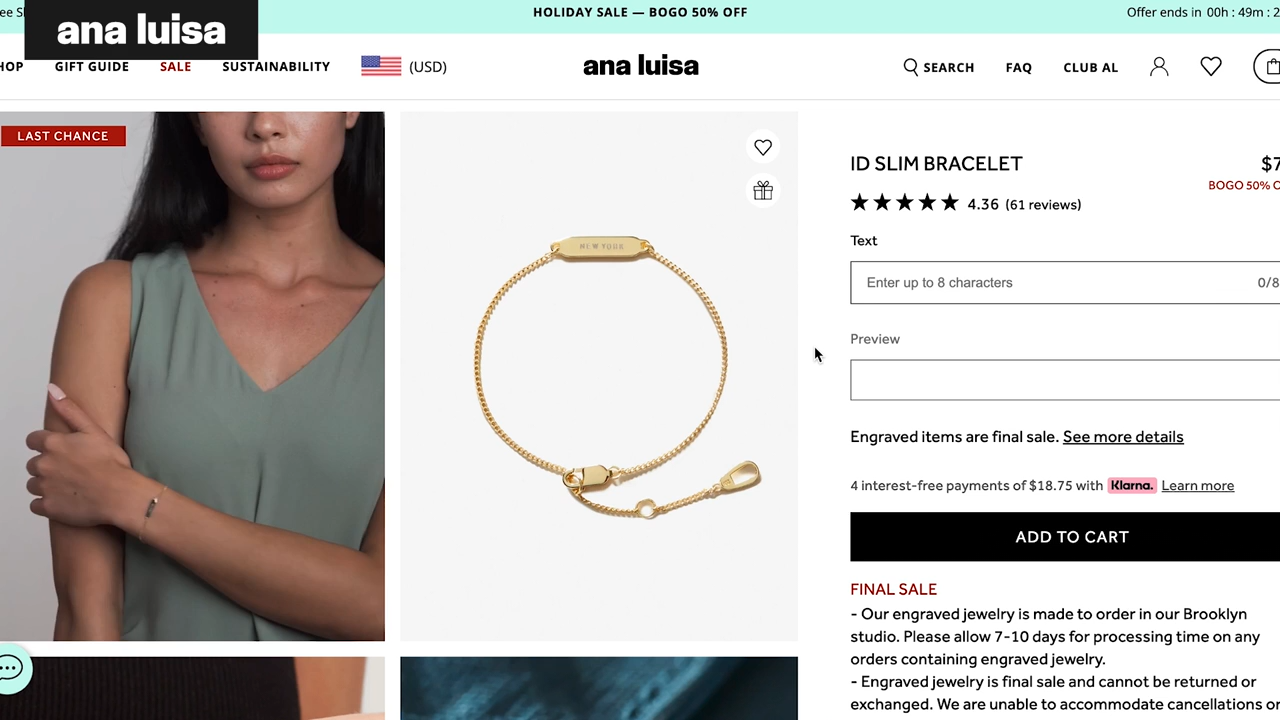 ee S
HOLIDAY SALE — BOGO 50% OFF
Offer ends in 00h : 49m : 2
ana luisa
HOP
GIFT GUIDE
SALE
SUSTAINABILITY
(USD)
ana luisa
SEARCH
FAQ
CLUB AL
LAST CHANCE
NEW YORK
ID SLIM BRACELET
$7
BOGO 50% O
4.36 (61 reviews)
Text
Enter up to 8 characters
0/8
Preview
Engraved items are final sale. See more details
4 interest-free payments of $18.75 with Klarna. Learn more
ADD TO CART
FINAL SALE
- Our engraved jewelry is made to order in our Brooklyn
studio. Please allow 7-10 days for processing time on any
orders containing engraved jewelry.
- Engraved jewelry is final sale and cannot be returned or
exchanged. We are unable to accommodate cancellations or